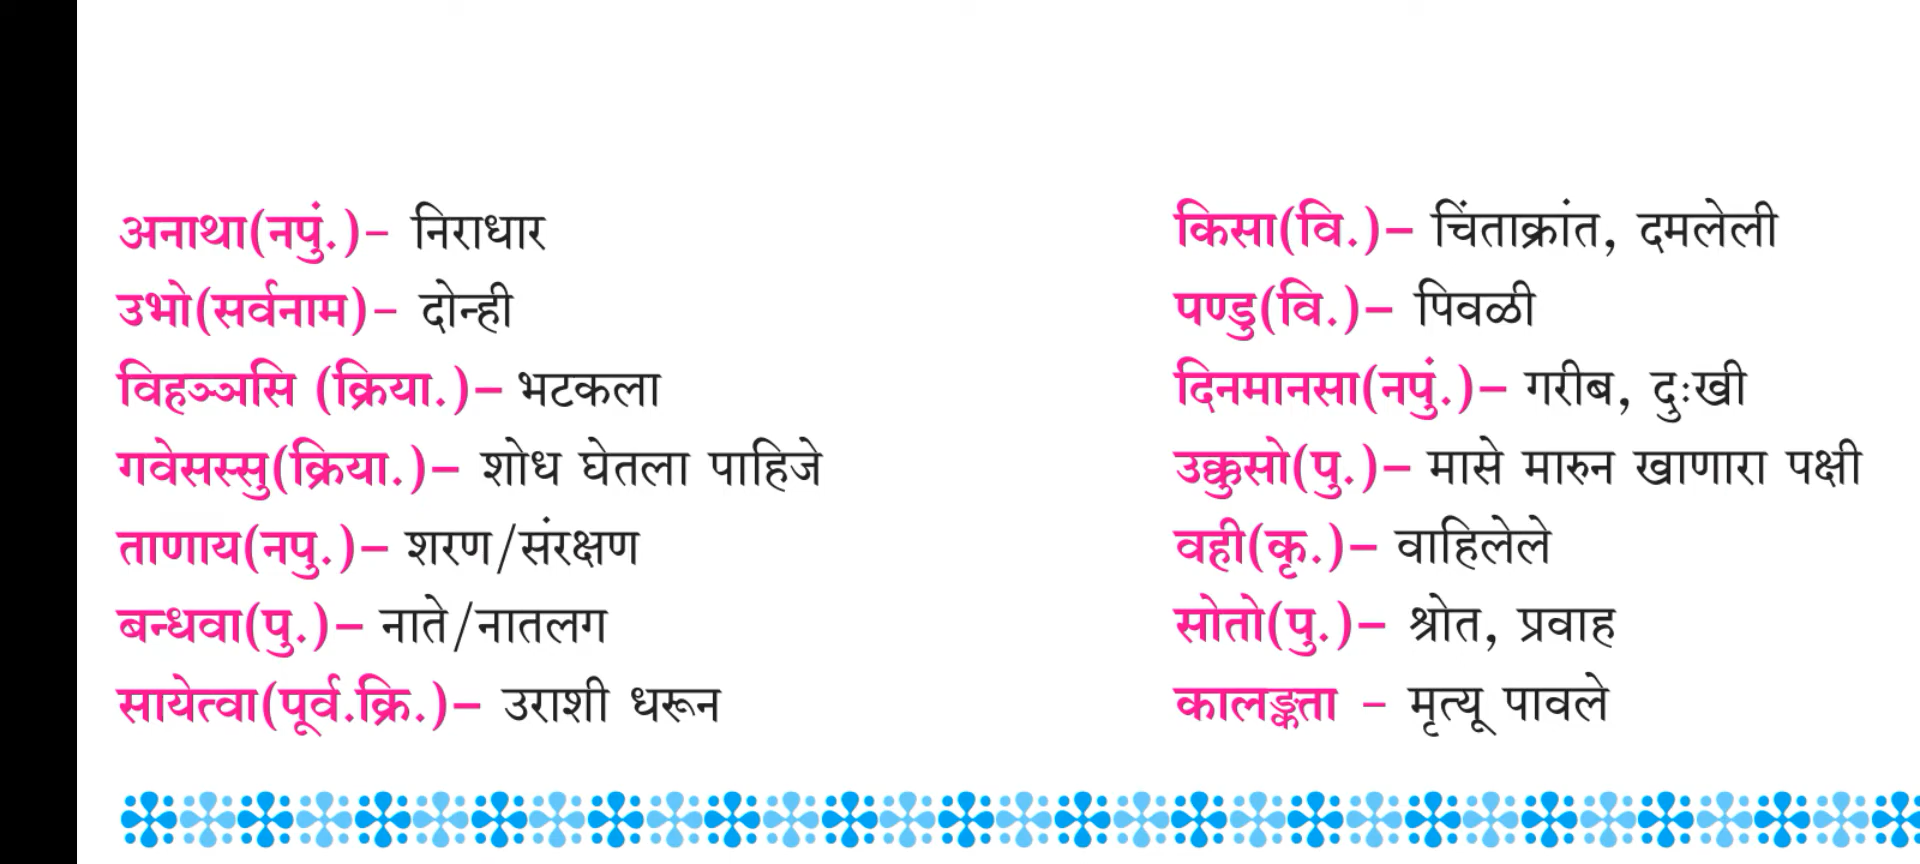 अनाथा(नपुं.)– निराधार
उभो(सर्वनाम)– दोन्ही
विहञ्ञसि (क्रिया.)– भटकला
गवेसस्सु(क्रिया.)– शोध घेतला पाहिजे
ताणाय(नपु.)– शरण/संरक्षण
बन्धवा(पु.)– नाते/नातलग
सायेत्वा(पूर्व.क्रि.)– उराशी धरून
किसा(वि.)– चिंताक्रांत, दमलेली
पण्डु(वि.)– पिवळी
दिनमानसा(नपुं.)– गरीब, दुःखी
उक्कुसो(पु.)– मासे मारुन खाणारा पक्षी
वही(कृ.)– वाहिलेले
सोतो(पु.)– श्रोत, प्रवाह
कालङ्कता – मृत्यू पावले